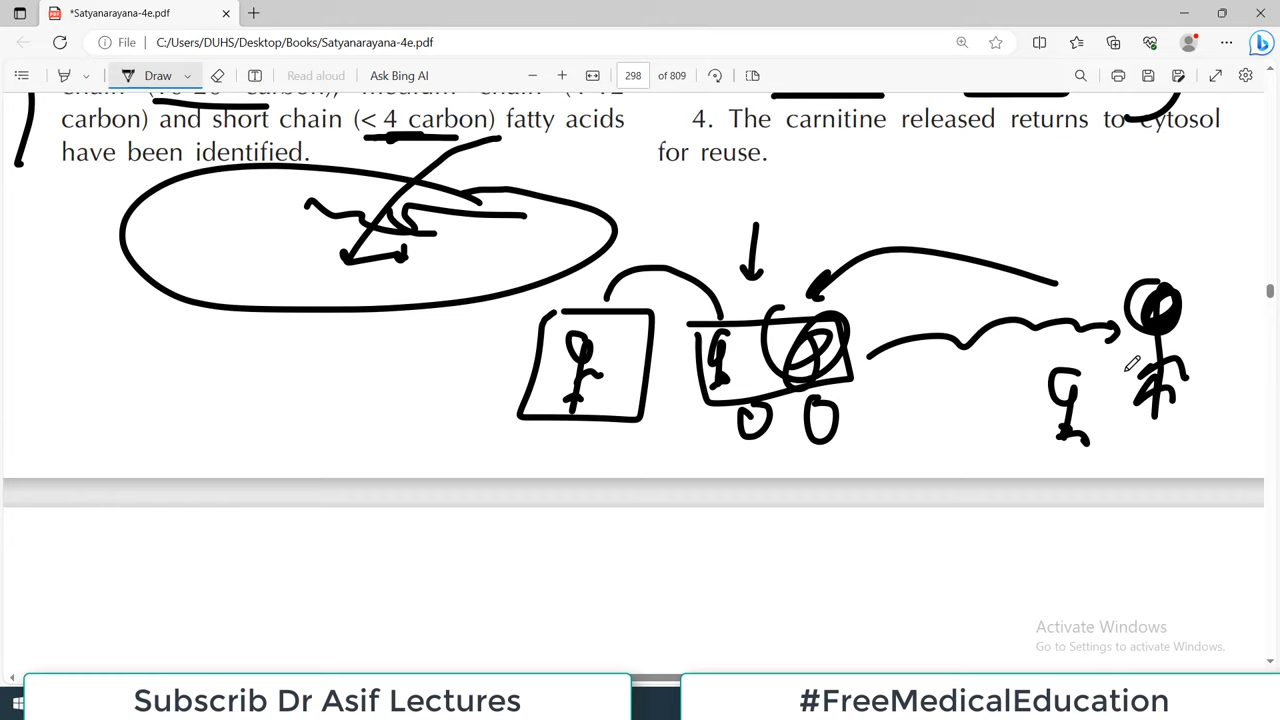 *Satyanarayana-4e.pdf
File C:/Users/DUHS/Desktop/Books/Satyanarayana-4e.pdf
Draw Read aloud Ask Bing AI 298 of 809
carbon) and short chain (< 4 carbon) fatty acids
have been identified.
4. The carnitine released returns to cytosol
for reuse.
Activate Windows
Go to Settings to activate Windows.
Subscrib Dr Asif Lectures
#FreeMedicalEducation